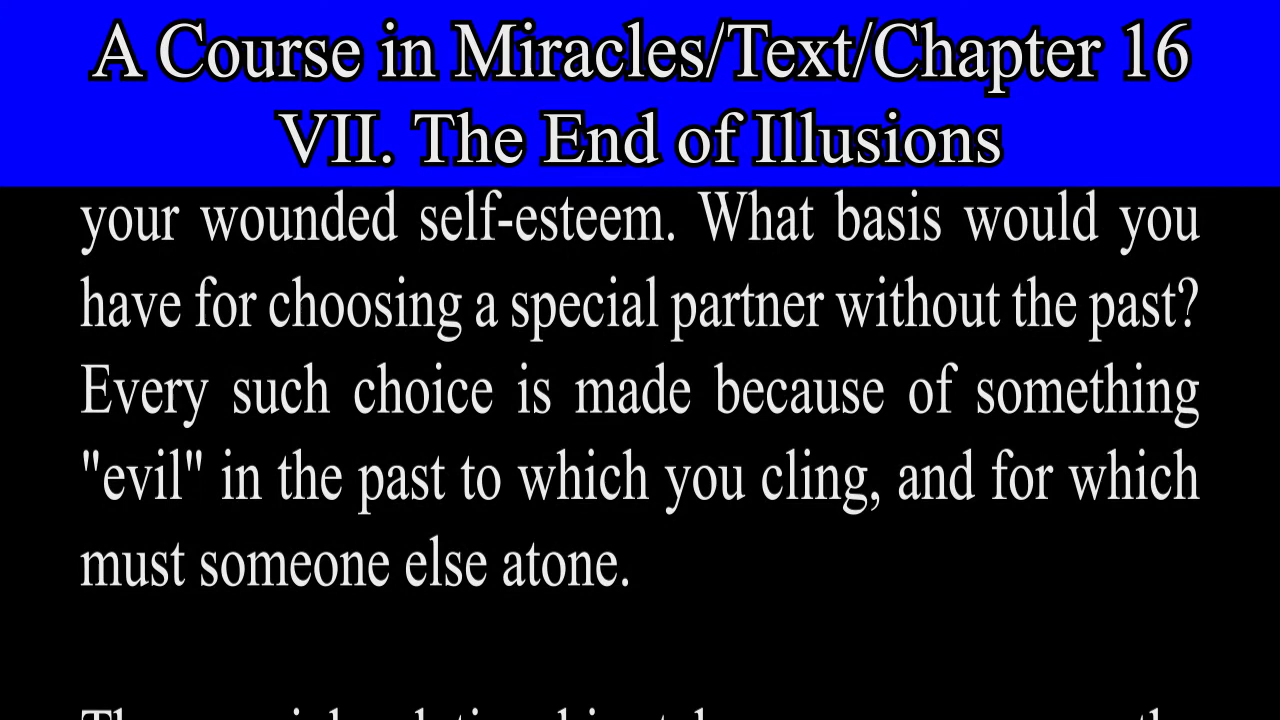 A Course in Miracles/Text/Chapter 16
VII. The End of Illusions
your wounded self-esteem. What basis would you
have for choosing a special partner without the past?
Every such choice is made because of something
"evil" in the past to which you cling, and for which
must someone else atone.